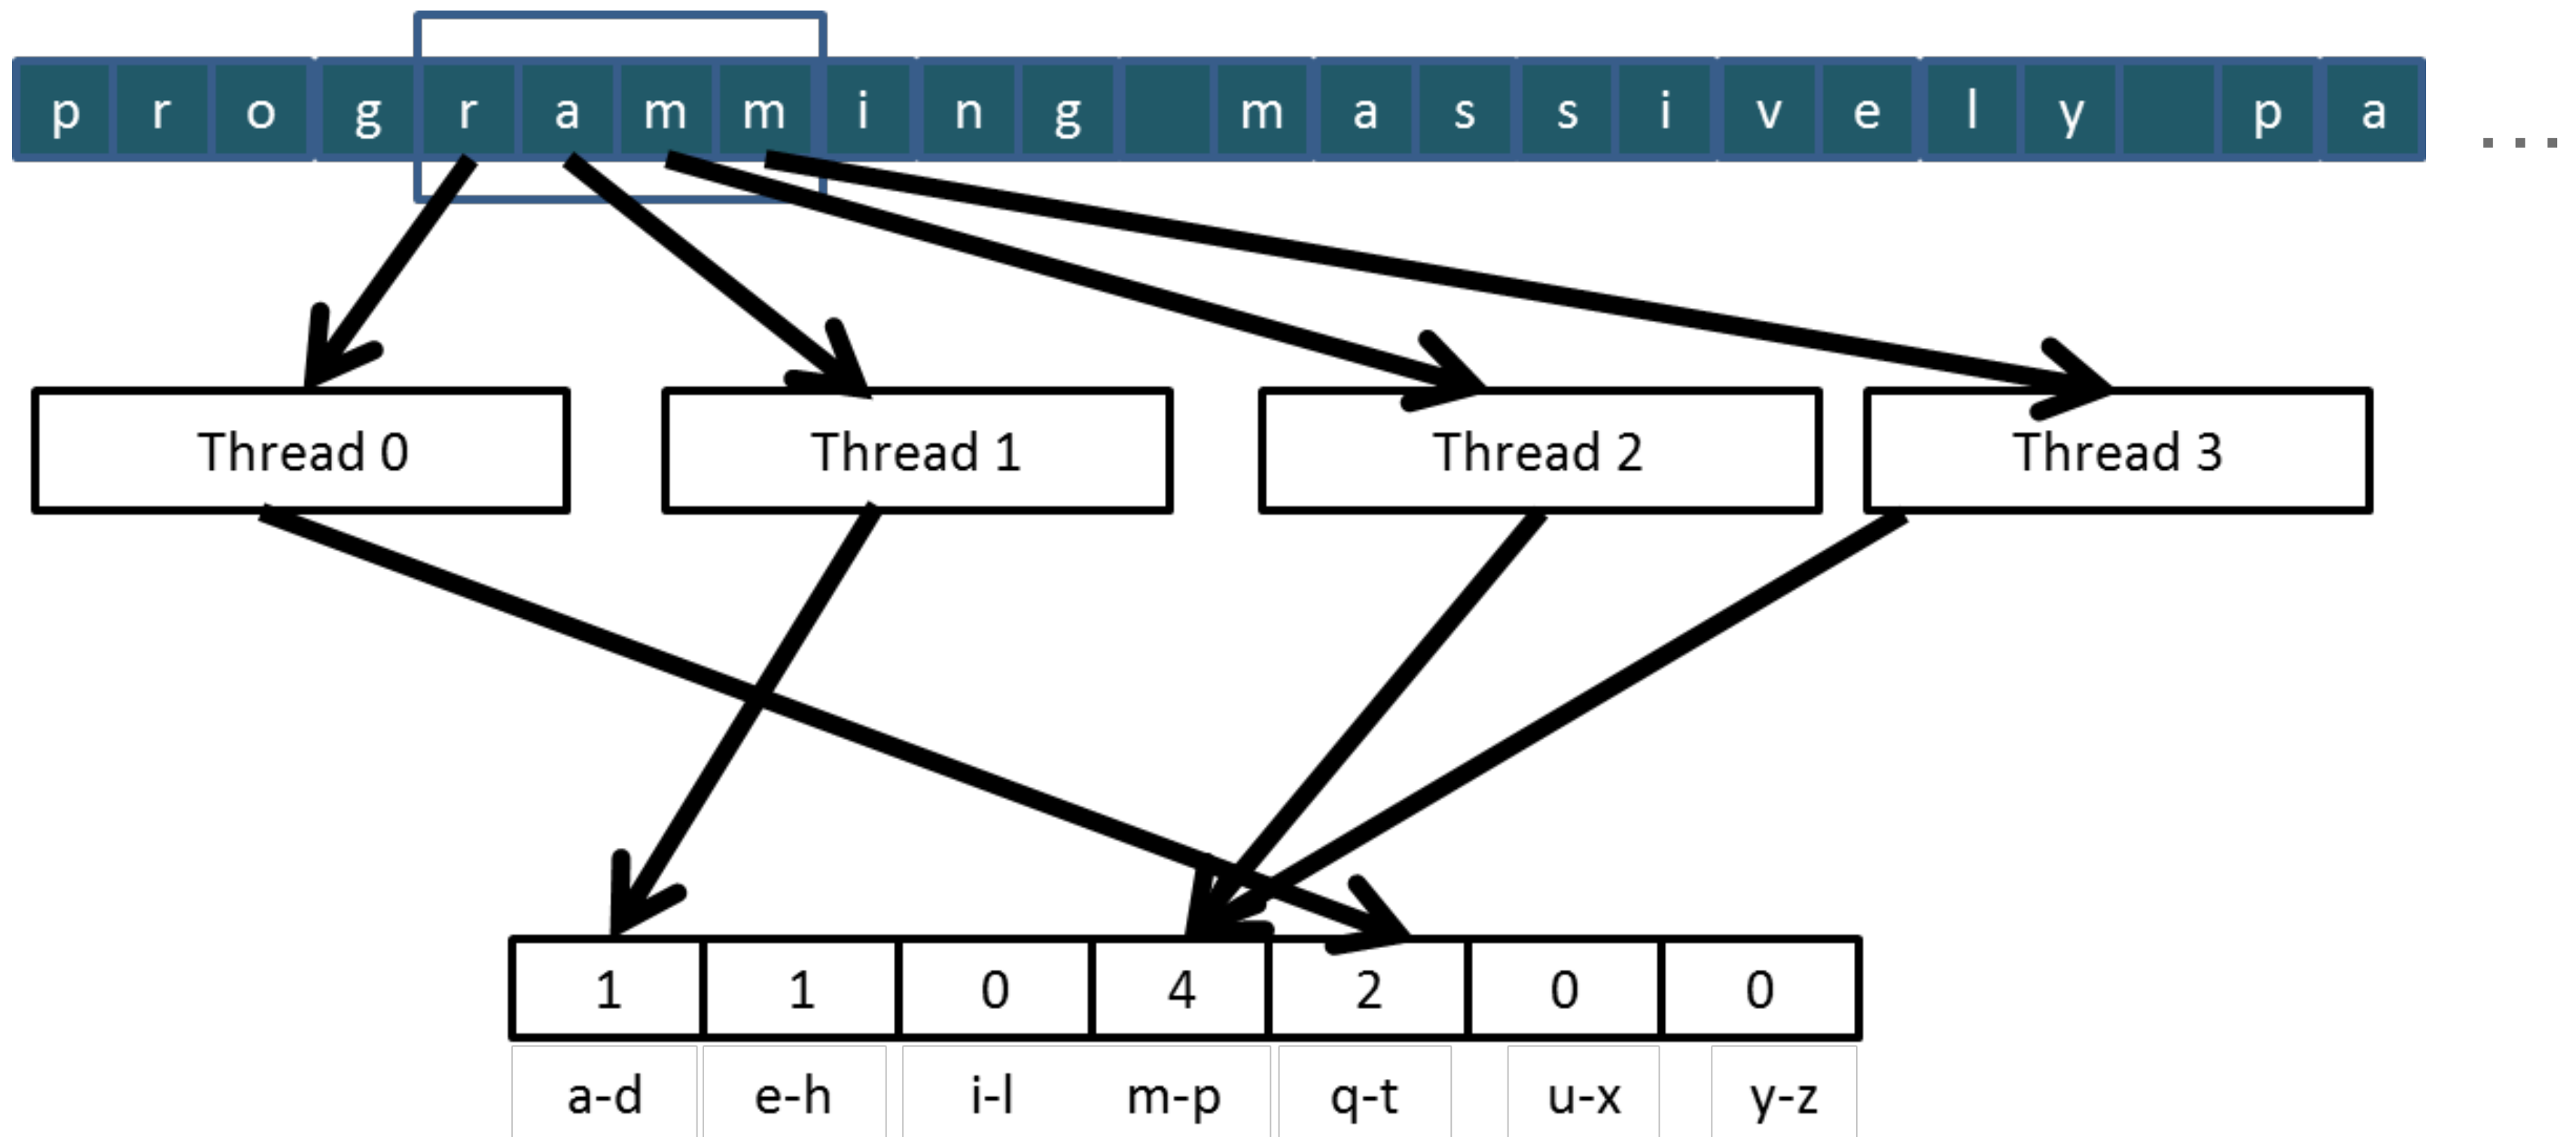 p r o g r a m m i n g m a s s i v e l y p a ...
Thread 0 Thread 1 Thread 2 Thread 3
1 1 0 4 2 0 0
a-d e-h i-l m-p q-t u-x y-z